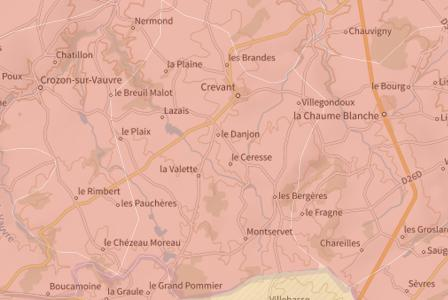 Nermond
Chauvigny
Chatillon
les Brandes
la Plaine
Poux
Crozon-sur-Vauvre
Crevant
le Bourg
le Breuil Malot
Villegondoux
Lazais
la Chaume Blanche
le Plaix
le Danjon
le Ceresse
la Valette
D26D
le Rimbert
les Bergères
les Pauchères
le Fragne
Vauvre
Montservet
le Chézeau Moreau
Chareilles
Boucamoine
la Graule
le Grand Pommier
Sèvres